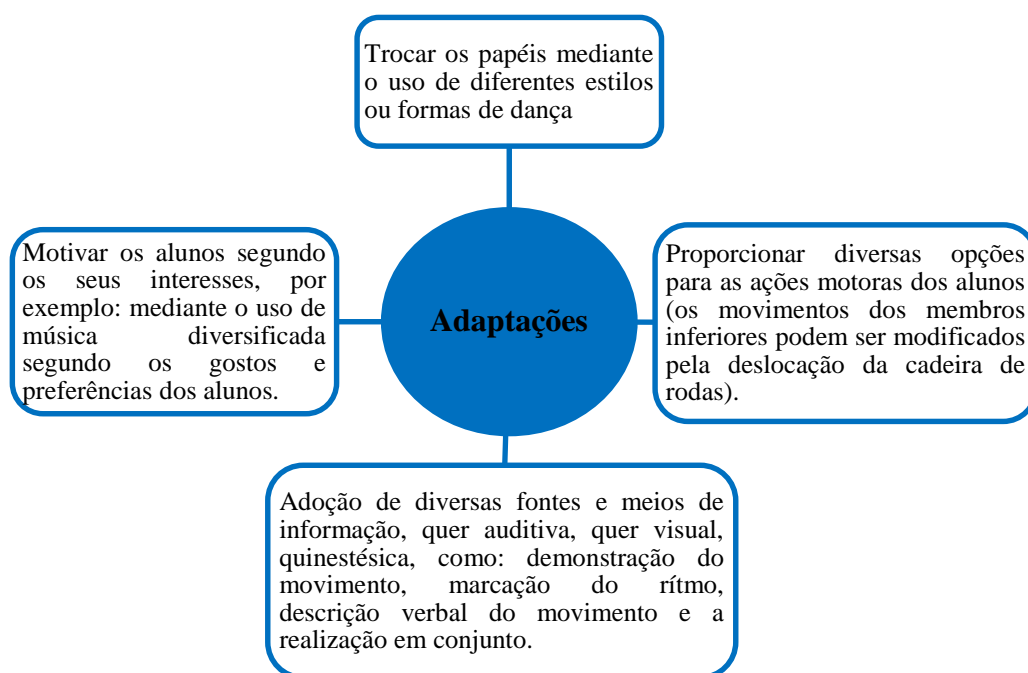 Trocar os papéis mediante
o uso de diferentes estilos
ou formas de dança
Motivar os alunos segundo
os seus interesses, por
exemplo: mediante o uso de
música diversificada
segundo os gostos e
preferências dos alunos.
Adaptações
Proporcionar diversas opções
para as ações motoras dos alunos
(os movimentos dos membros
inferiores podem ser modificados
pela deslocação da cadeira de
rodas).
Adoção de diversas fontes e meios de
informação, quer auditiva, quer visual,
quinestésica, como: demonstração do
movimento, marcação do rítmo,
descrição verbal do movimento e a
realização em conjunto.